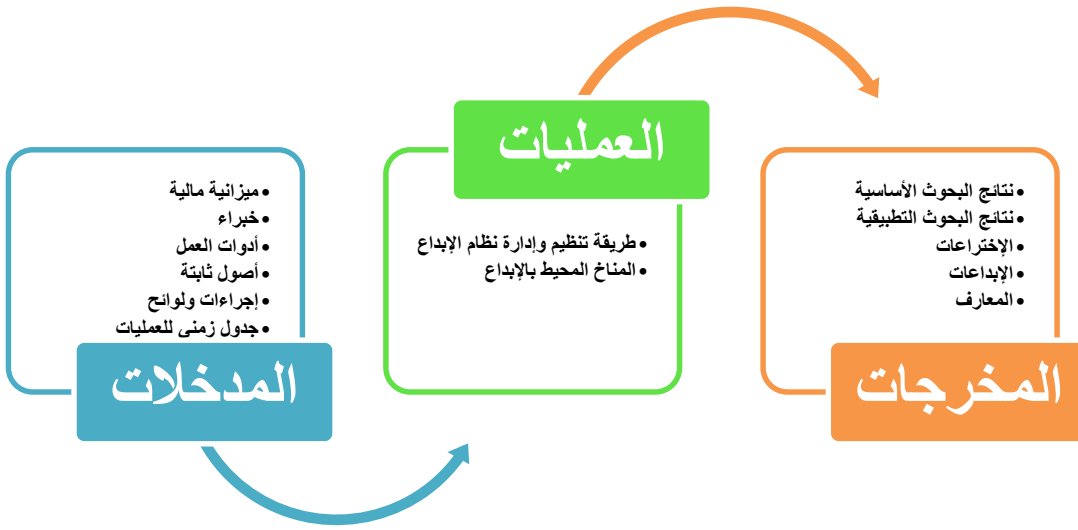 • ميزانية مالية
• خبراء
• أدوات العمل
• أصول ثابتة
• إجراءات ولوائح
• جدول زمني للعمليات
المدخلات
العمليات
• طريقة تنظيم وإدارة نظام الإبداع
• المناخ المحيط بالإبداع
• نتائج البحوث الأساسية
• نتائج البحوث التطبيقية
• الإختراعات
• الإبداعات
• المعارف
المخرجات